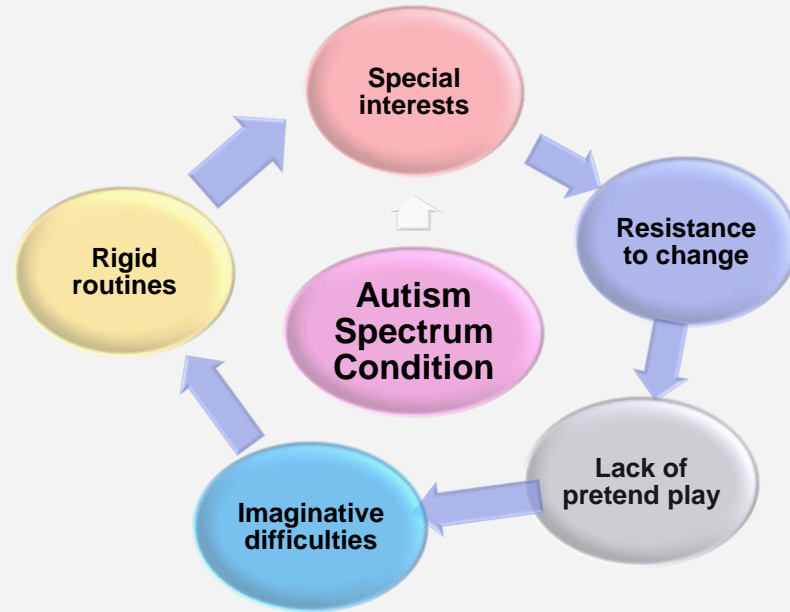 Special
interests
Resistance
to change
Lack of
pretend play
Imaginative
difficulties
Rigid
routines
Autism
Spectrum
Condition